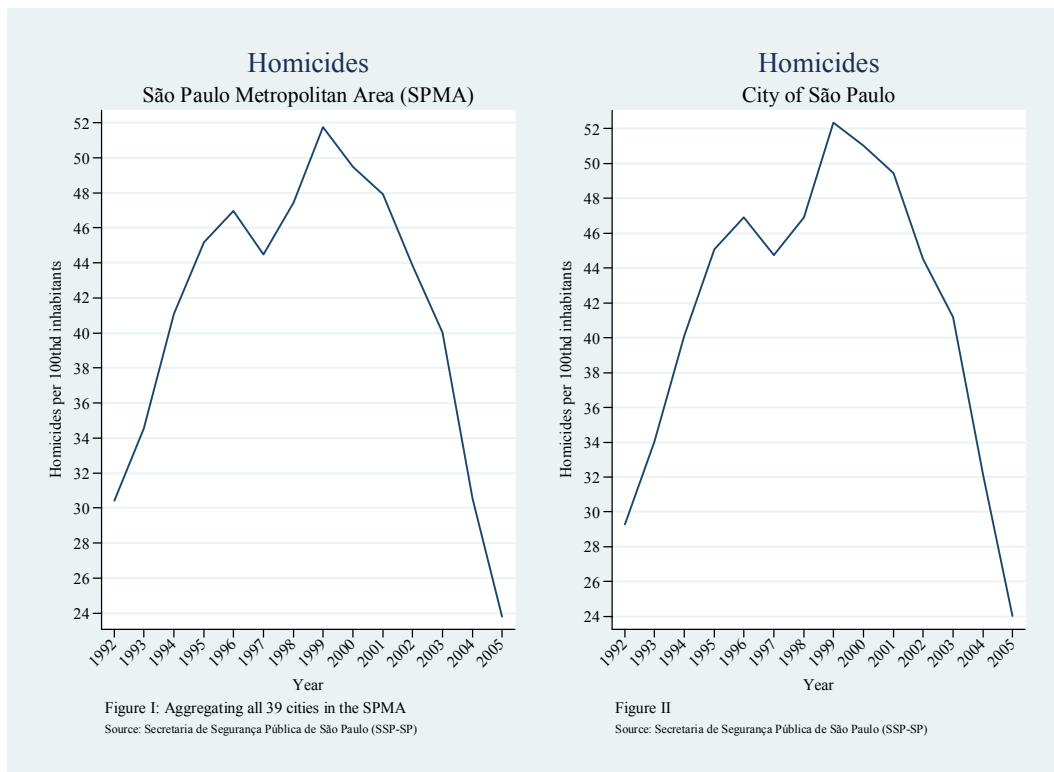 Homicides
São Paulo Metropolitan Area (SPMA)
Homicides per 100thd inhabitants
52
50
48
46
44
42
40
38
36
34
32
30
28
26
24
1992 1993 1994 1995 1996 1997 1998 1999 2000 2001 2002 2003 2004 2005
Year
Figure I: Aggregating all 39 cities in the SPMA
Source: Secretaria de Segurança Pública de São Paulo (SSP-SP)
Homicides
City of São Paulo
Homicides per 100thd inhabitants
52
50
48
46
44
42
40
38
36
34
32
30
28
26
24
1992 1993 1994 1995 1996 1997 1998 1999 2000 2001 2002 2003 2004 2005
Year
Figure II
Source: Secretaria de Segurança Pública de São Paulo (SSP-SP)